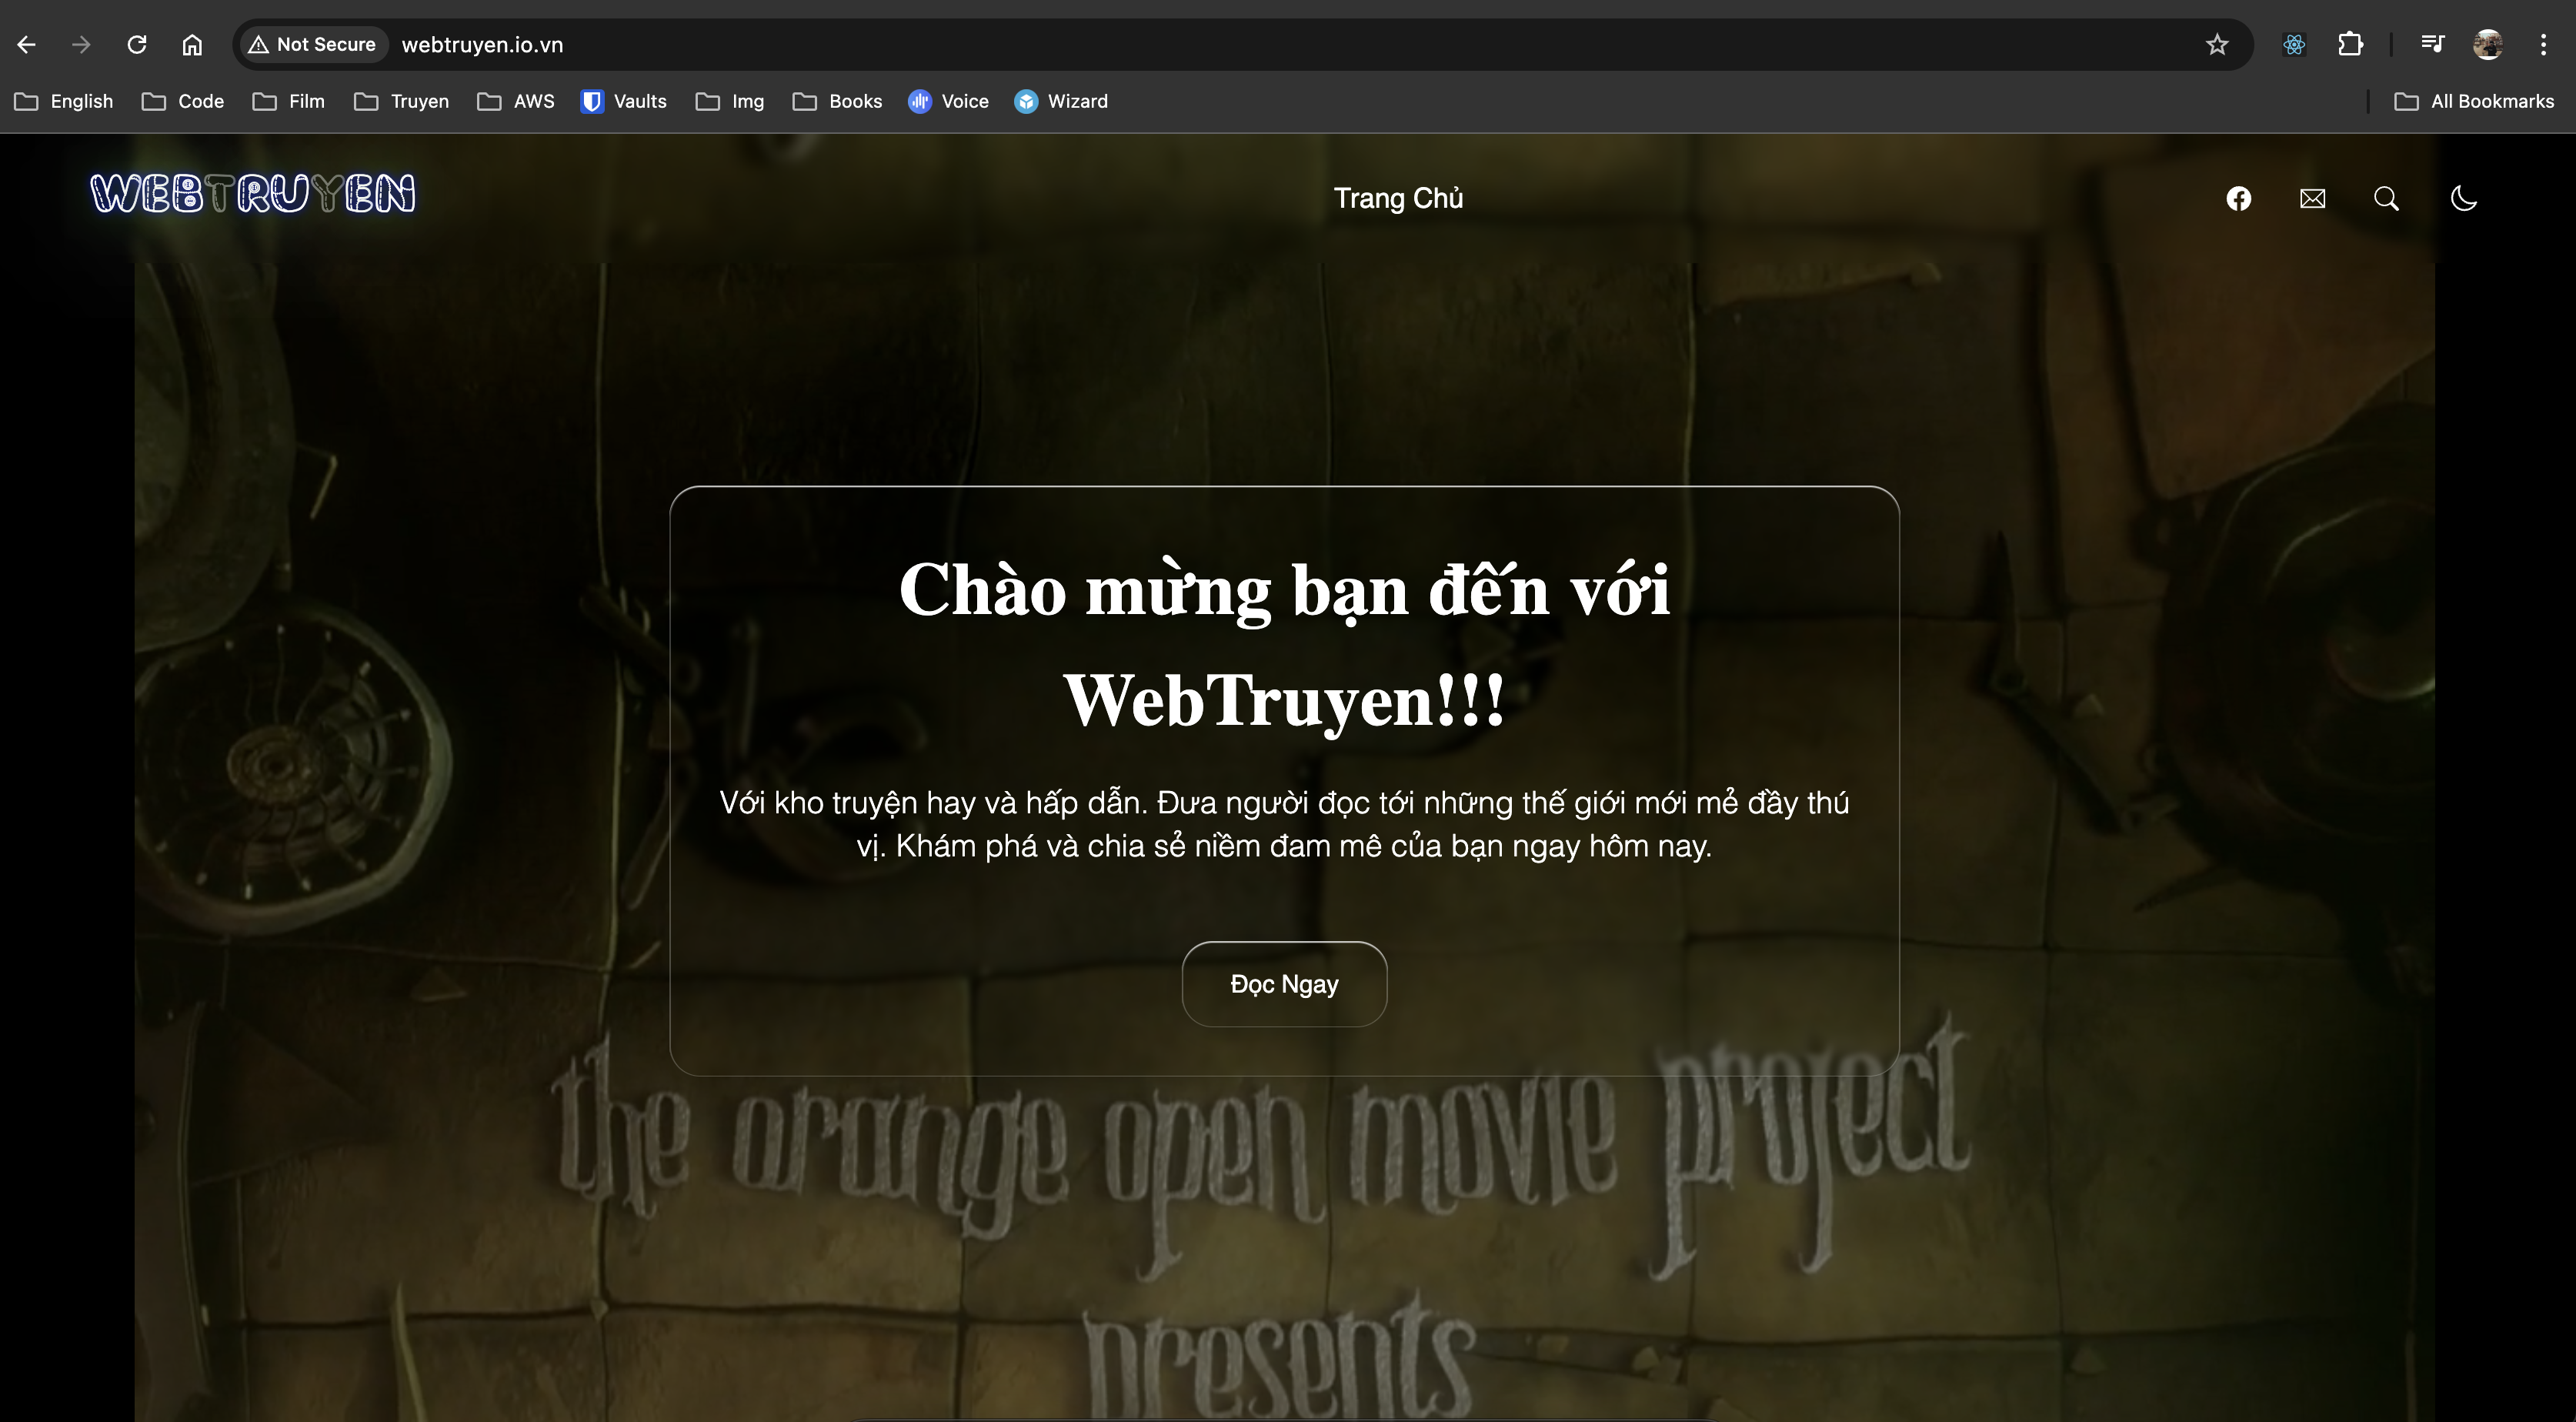 Not Secure webtruyen.io.vn
English Code Film Truyen AWS Vaults Img Books Voice Wizard All Bookmarks
WEBTRUYEN Trang Chủ
Chào mừng bạn đến với
WebTruyen!!!
Với kho truyện hay và hấp dẫn. Đưa người đọc tới những thế giới mới mẻ đầy thú
vị. Khám phá và chia sẻ niềm đam mê của bạn ngay hôm nay.
Đọc Ngay
the orange open movie project
presents